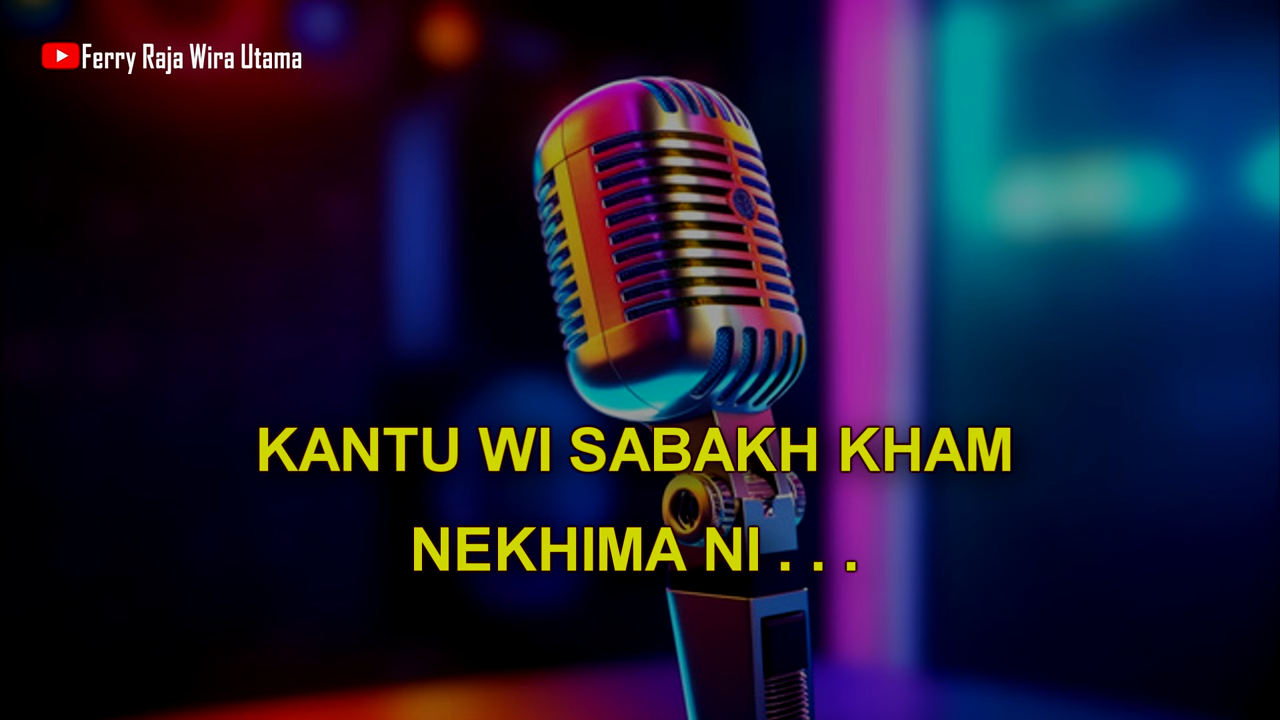 Ferry Raja Wira Utama
KANTU WI SABAKH KHAM
NEKHIMA NI . . .